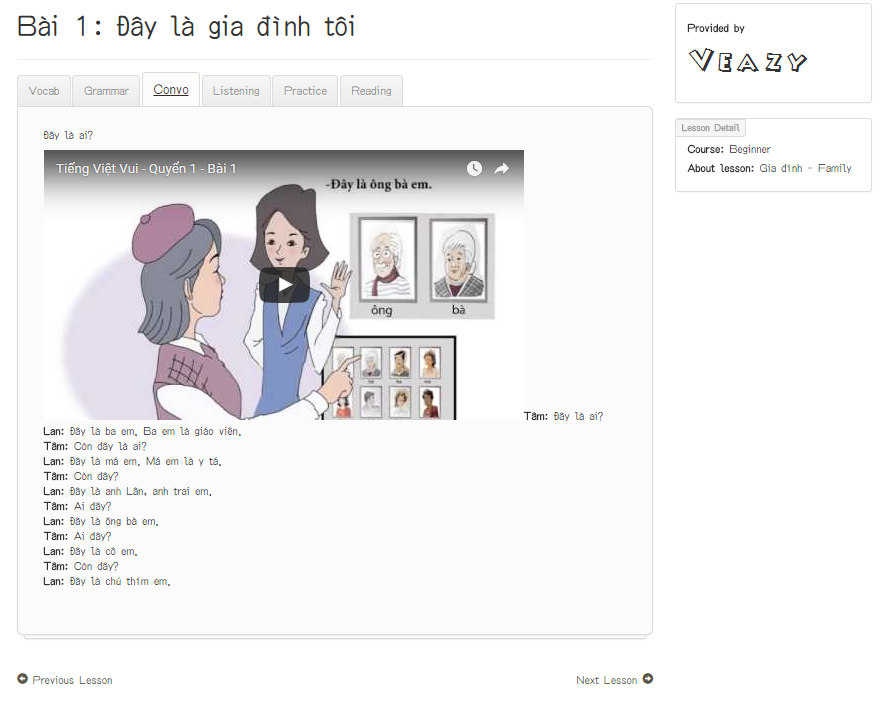 Bài 1: Đây là gia đình tôi
Provided by
VEAZY
Vocab
Grammar
Convo
Listening
Practice
Reading
Lesson Detail
Course: Beginner
About lesson: Gia đình - Family
Đây là ai?
Tiếng Việt Vui - Quyển 1 - Bài 1
-Đây là ông bà em.
ông
bà
Tâm: Đây là ai?
Lan: Đây là ba em. Ba em là giáo viên.
Tâm: Còn đây là ai?
Lan: Đây là má em. Má em là y tá.
Tâm: Còn đây?
Lan: Đây là anh Lân, anh trai em.
Tâm: Ai đây?
Lan: Đây là ông bà em.
Tâm: Ai đây?
Lan: Đây là cô em.
Tâm: Còn đây?
Lan: Đây là chú thím em.
Previous Lesson
Next Lesson